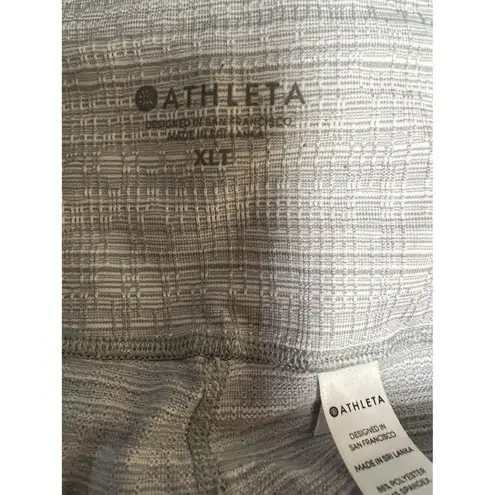 ATHLETA
DESIGNED IN SAN FRANCISCO
MADE IN SRI LANKA
XLT
ATHLETA
DESIGNED IN
SAN FRANCISCO
MADE IN SRI LANKA
86% POLYESTER
SPANDEX